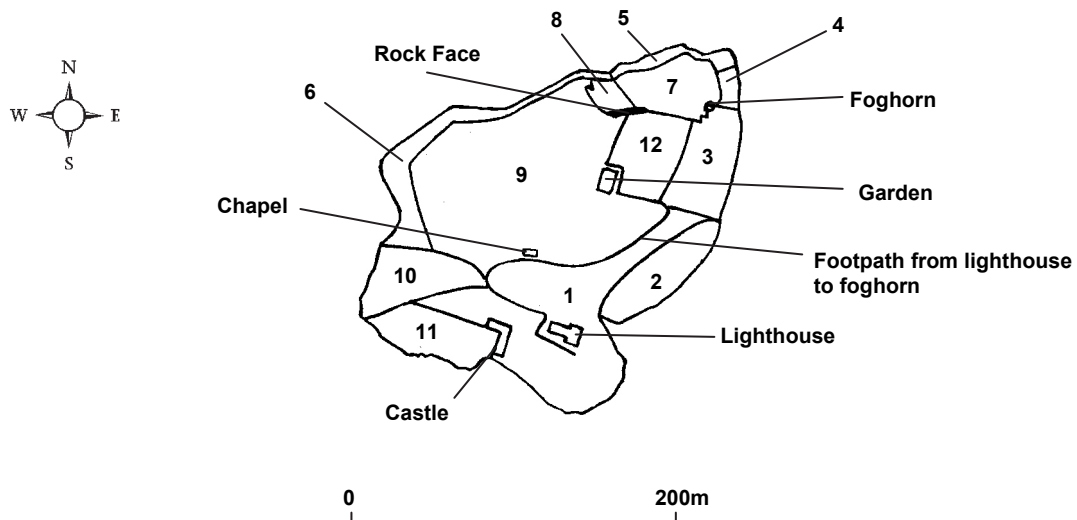 8
5
4
Rock Face
N
W
E
S
6
7
Foghorn
12
3
9
Garden
Chapel
10
2
Footpath from lighthouse
to foghorn
1
11
Lighthouse
Castle
0
200m